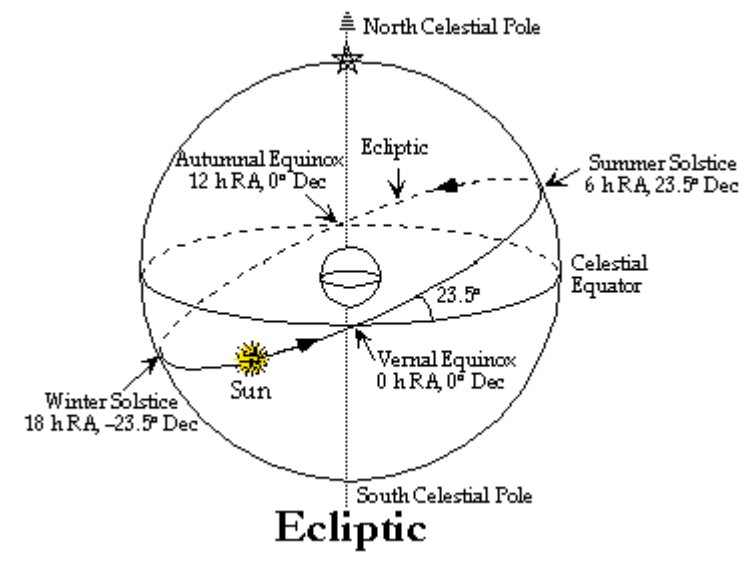 North Celestial Pole
Ecliptic
Autumnal Equinox
12 h RA, 0° Dec
Summer Solstice
6 h RA, 23.5° Dec
Celestial
Equator
23.5°
Vernal Equinox
0 h RA, 0° Dec
Sun
Winter Solstice
18 h RA, –23.5° Dec
South Celestial Pole
Ecliptic